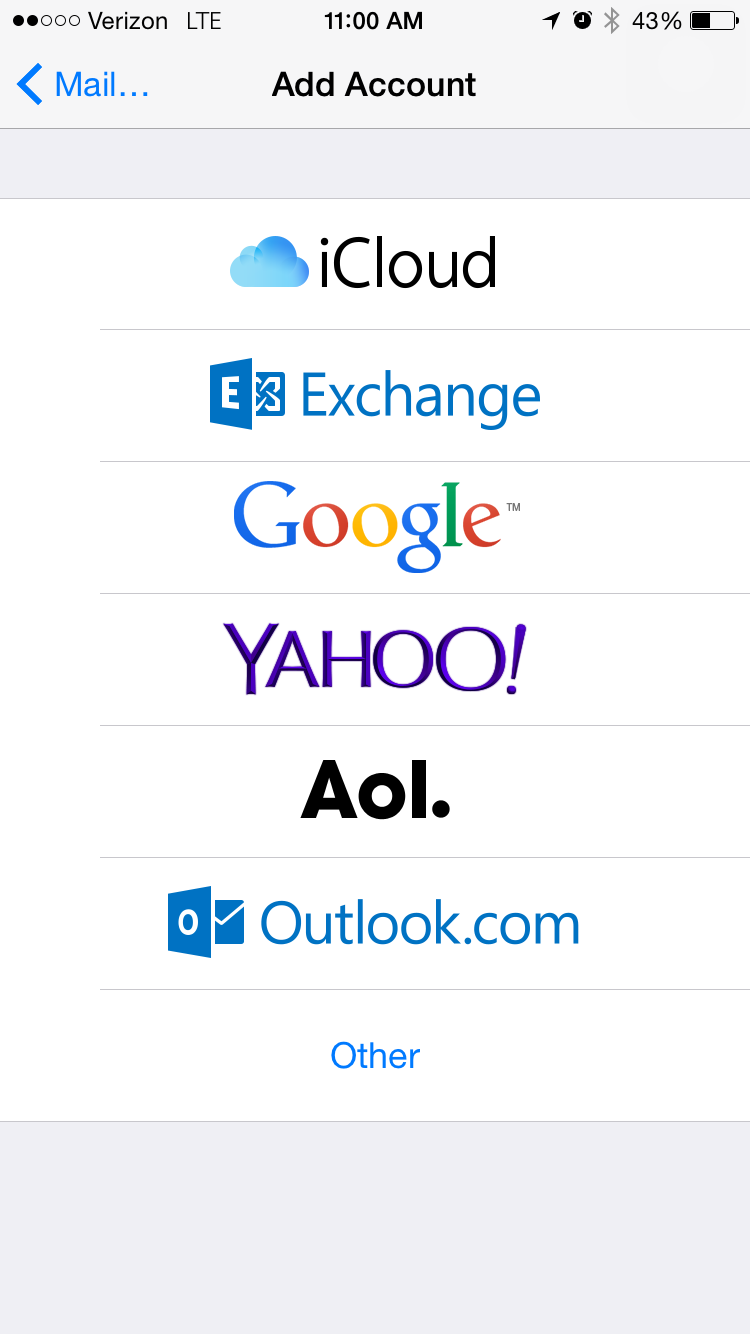 Verizon LTE 11:00 AM 43%
Mail… Add Account
iCloud
E Exchange
Google™
YAHOO!
Aol.
O Outlook.com
Other